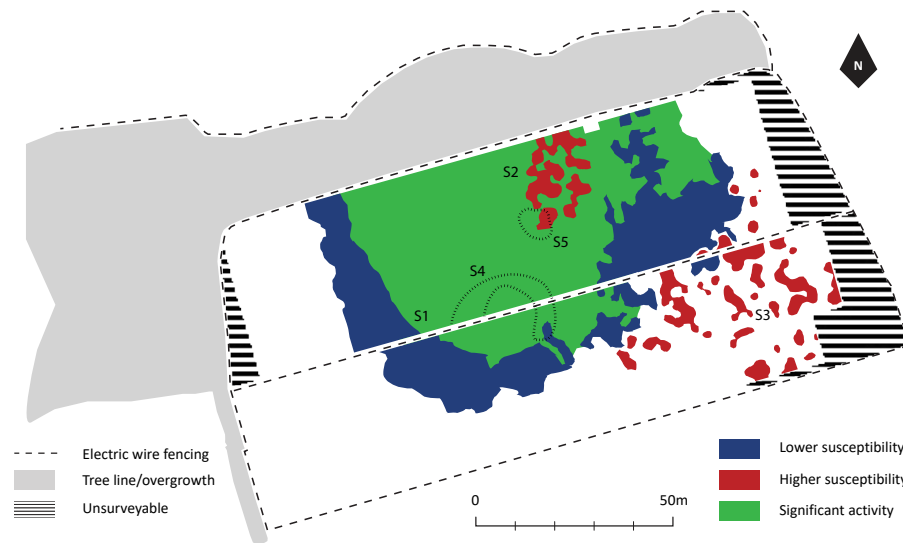 N
S2
S5
S4
S1
S3
Electric wire fencing
Tree line/overgrowth
Unsurveyable
0 50m
Lower susceptibility
Higher susceptibility
Significant activity